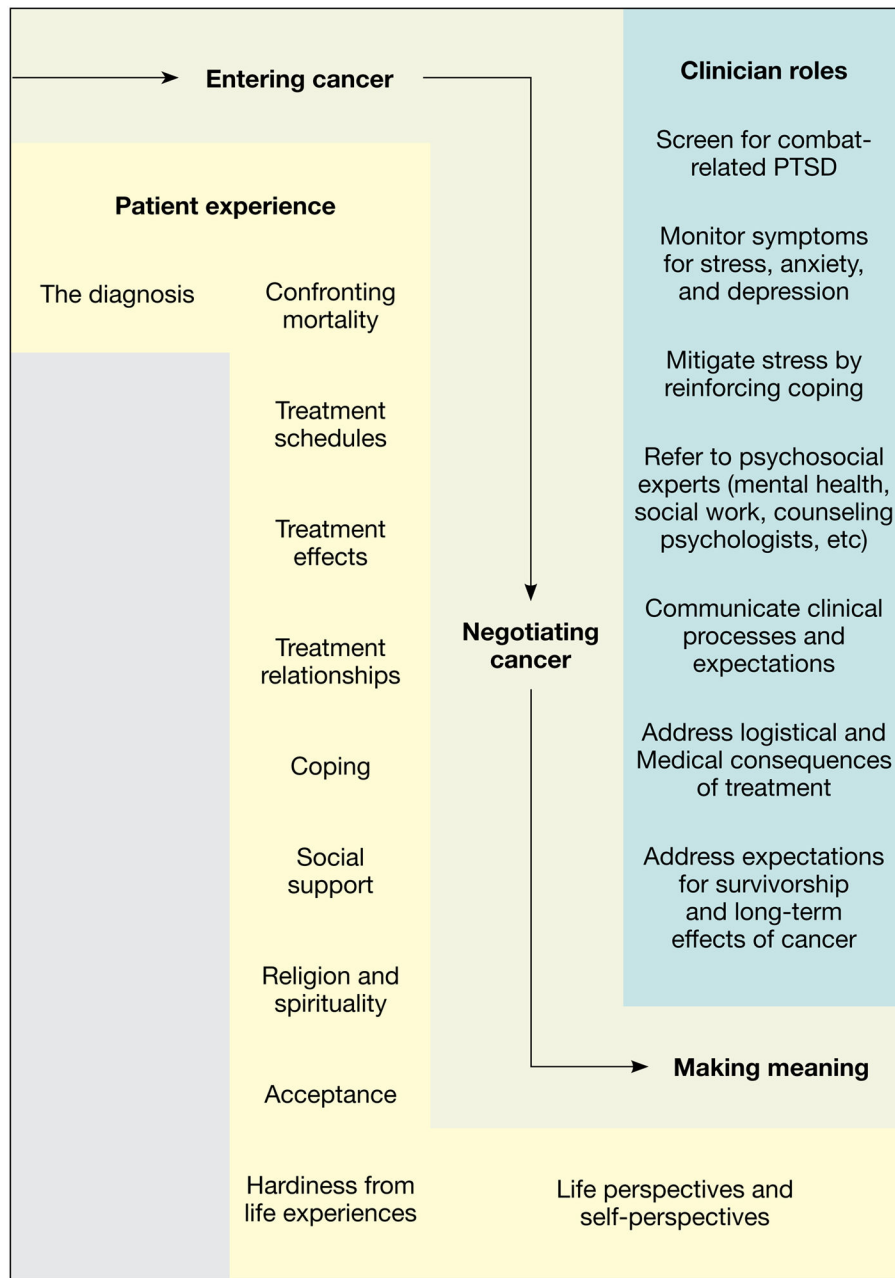 Entering cancer
Patient experience
The diagnosis
Confronting
mortality
Treatment
schedules
Treatment
effects
Treatment
relationships
Coping
Social
support
Religion and
spirituality
Acceptance
Hardiness from
life experiences
Negotiating
cancer
Making meaning
Life perspectives and
self-perspectives
Clinician roles
Screen for combat-
related PTSD
Monitor symptoms
for stress, anxiety,
and depression
Mitigate stress by
reinforcing coping
Refer to psychosocial
experts (mental health,
social work, counseling
psychologists, etc)
Communicate clinical
processes and
expectations
Address logistical and
Medical consequences
of treatment
Address expectations
for survivorship
and long-term
effects of cancer